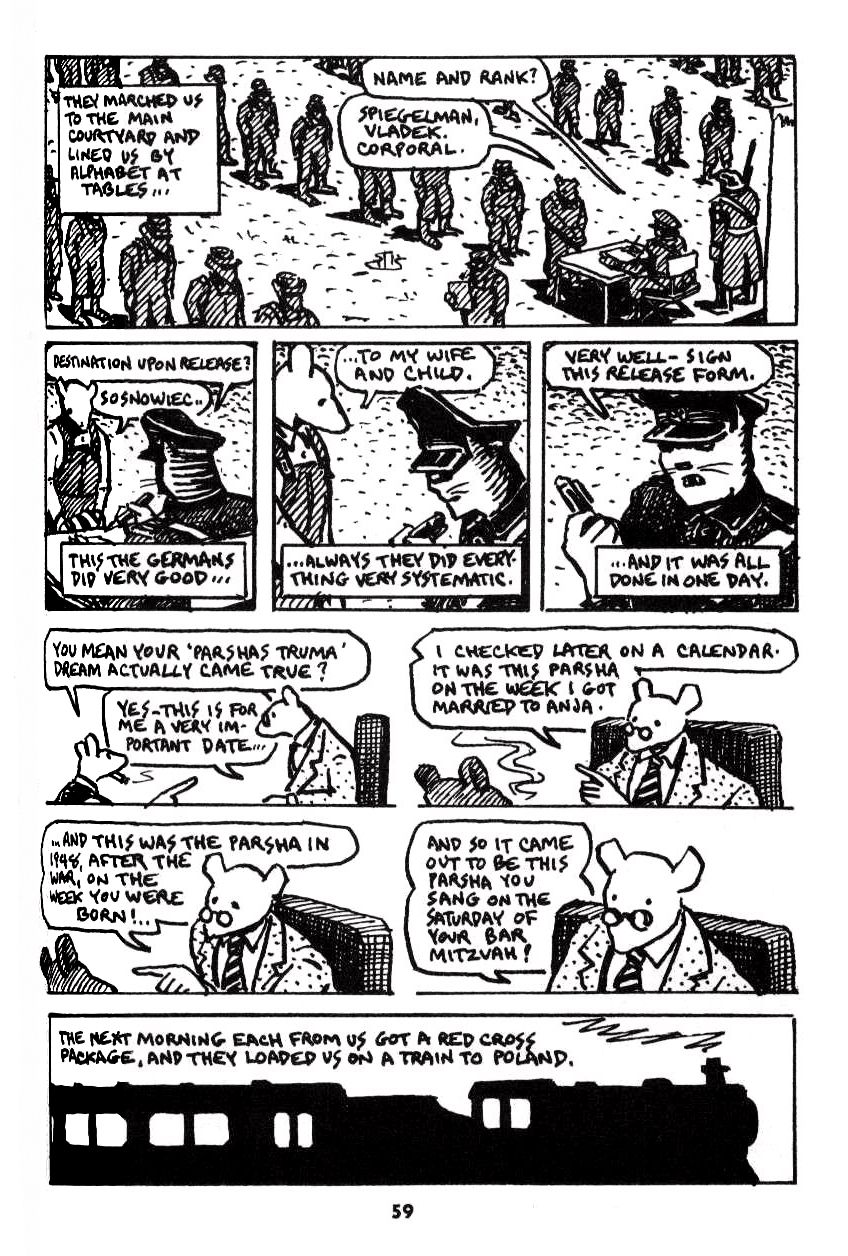 THEY MARCHED US
TO THE MAIN
COURTYARD AND
LINED US BY
ALPHABET AT
TABLES...
NAME AND RANK?
SPIEGELMAN,
VLADEK.
CORPORAL.
DESTINATION UPON RELEASE?
SOSNOWIEC..
THIS THE GERMANS
DID VERY GOOD...
...TO MY WIFE
AND CHILD.
...ALWAYS THEY DID EVERY-
THING VERY SYSTEMATIC.
VERY WELL- SIGN
THIS RELEASE FORM.
...AND IT WAS ALL
DONE IN ONE DAY.
YOU MEAN YOUR 'PARSHAS TRUMA'
DREAM ACTUALLY CAME TRUE?
YES-THIS IS FOR
ME A VERY IM-
PORTANT DATE...
I CHECKED LATER ON A CALENDAR.
IT WAS THIS PARSHA
ON THE WEEK I GOT
MARRIED TO ANJA.
...AND THIS WAS THE PARSHA IN
1948, AFTER THE
WAR, ON THE
WEEK YOU WERE
BORN!..
AND SO IT CAME
OUT TO BE THIS
PARSHA YOU
SANG ON THE
SATURDAY OF
YOUR BAR
MITZVAH!
THE NEXT MORNING EACH FROM US GOT A RED CROSS
PACKAGE, AND THEY LOADED US ON A TRAIN TO POLAND.
59